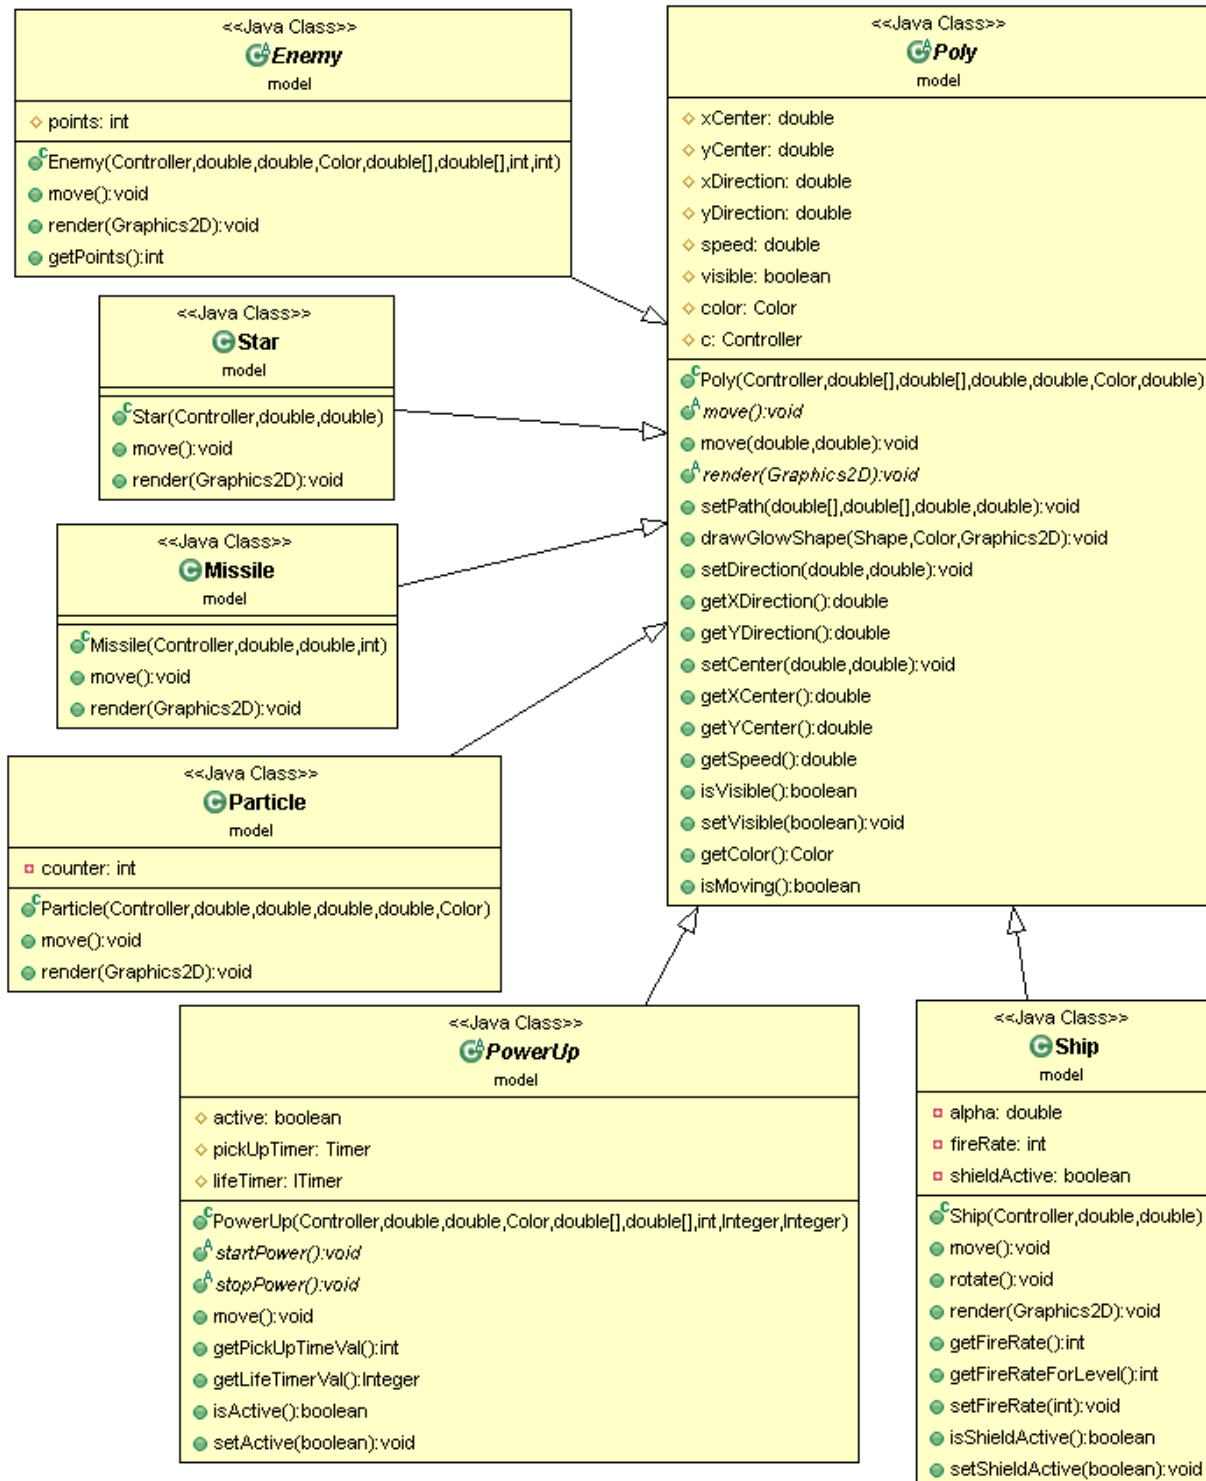 <<Java Class>>
Enemy
model
points: int
Enemy(Controller,double,double,Color,double[],double[],int,int)
move():void
render(Graphics2D):void
getPoints():int
<<Java Class>>
Star
model
Star(Controller,double,double)
move():void
render(Graphics2D):void
<<Java Class>>
Missile
model
Missile(Controller,double,double,int)
move():void
render(Graphics2D):void
<<Java Class>>
Particle
model
counter: int
Particle(Controller,double,double,double,double,Color)
move():void
render(Graphics2D):void
<<Java Class>>
Poly
model
xCenter: double
yCenter: double
xDirection: double
yDirection: double
speed: double
visible: boolean
color: Color
c: Controller
Poly(Controller,double[],double[],double,double,Color,double)
move():void
move(double,double):void
render(Graphics2D):void
setPath(double[],double[],double,double):void
drawGlowShape(Shape,Color,Graphics2D):void
setDirection(double,double):void
getXDirection():double
getYDirection():double
setCenter(double,double):void
getXCenter():double
getYCenter():double
getSpeed():double
isVisible():boolean
setVisible(boolean):void
getColor():Color
isMoving():boolean
<<Java Class>>
PowerUp
model
active: boolean
pickUpTimer: Timer
lifeTimer: ITimer
PowerUp(Controller,double,double,Color,double[],double[],int,Integer,Integer)
startPower():void
stopPower():void
move():void
getPickUpTimeVal():int
getLifeTimerVal():Integer
isActive():boolean
setActive(boolean):void
<<Java Class>>
Ship
model
alpha: double
fireRate: int
shieldActive: boolean
Ship(Controller,double,double)
move():void
rotate():void
render(Graphics2D):void
getFireRate():int
getFireRateForLevel():int
setFireRate(int):void
isShieldActive():boolean
setShieldActive(boolean):void